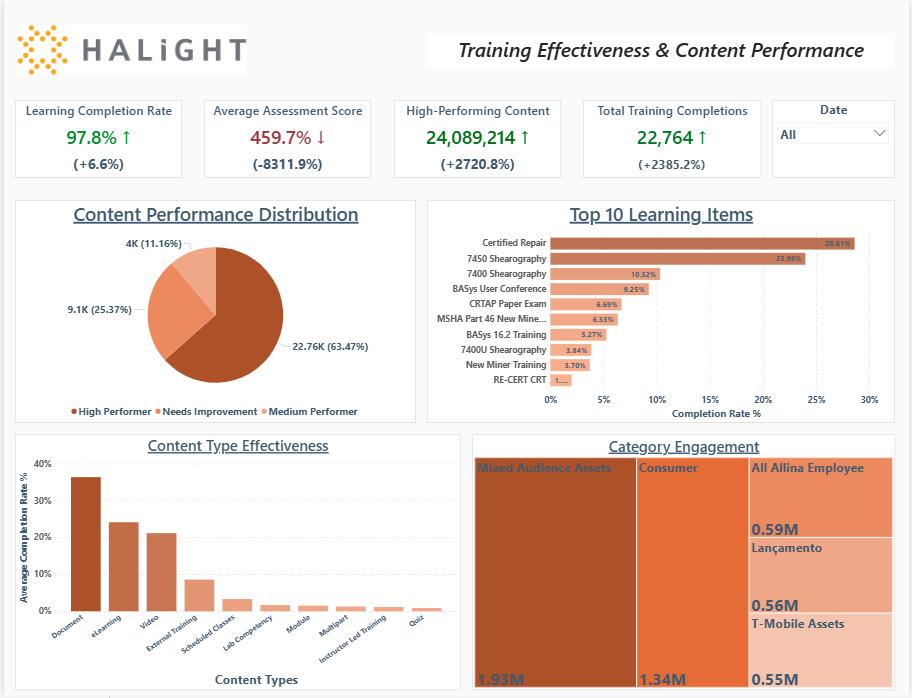 HALiGHT
Training Effectiveness & Content Performance
Learning Completion Rate
97.8% ↑
(+6.6%)
Average Assessment Score
459.7% ↓
(-8311.9%)
High-Performing Content
24,089,214 ↑
(+2720.8%)
Total Training Completions
22,764 ↑
(+2385.2%)
Date
All
Content Performance Distribution
4K (11.16%)
9.1K (25.37%)
22.76K (63.47%)
High Performer Needs Improvement Medium Performer
Top 10 Learning Items
Certified Repair 28.61%
7450 Shearography 23.99%
7400 Shearography 10.32%
BASys User Conference 9.25%
CRTAP Paper Exam 6.69%
MSHA Part 46 New Mine... 6.33%
BASys 16.2 Training 5.27%
7400U Shearography 3.84%
New Miner Training 3.70%
RE-CERT CRT 1....
0% 5% 10% 15% 20% 25% 30%
Completion Rate %
Content Type Effectiveness
Average Completion Rate %
40%
30%
20%
10%
0%
Document
eLearning
Video
External Training
Scheduled Classes
Lab Competency
Module
Multipart
Instructor Led Training
Quiz
Content Types
Category Engagement
Mixed Audience Assets
1.93M
Consumer
1.34M
All Allina Employee
0.59M
Lançamento
0.56M
T-Mobile Assets
0.55M